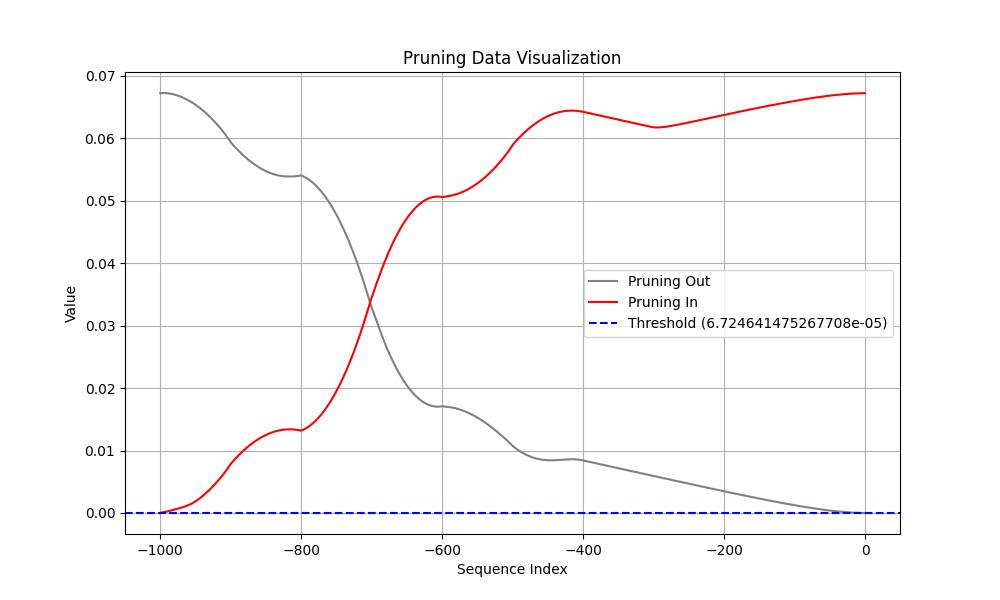 Pruning Data Visualization
0.07
0.06
0.05
0.04
0.03
0.02
0.01
0.00
Value
Pruning Out
Pruning In
Threshold (6.724641475267708e-05)
−1000 −800 −600 −400 −200 0
Sequence Index